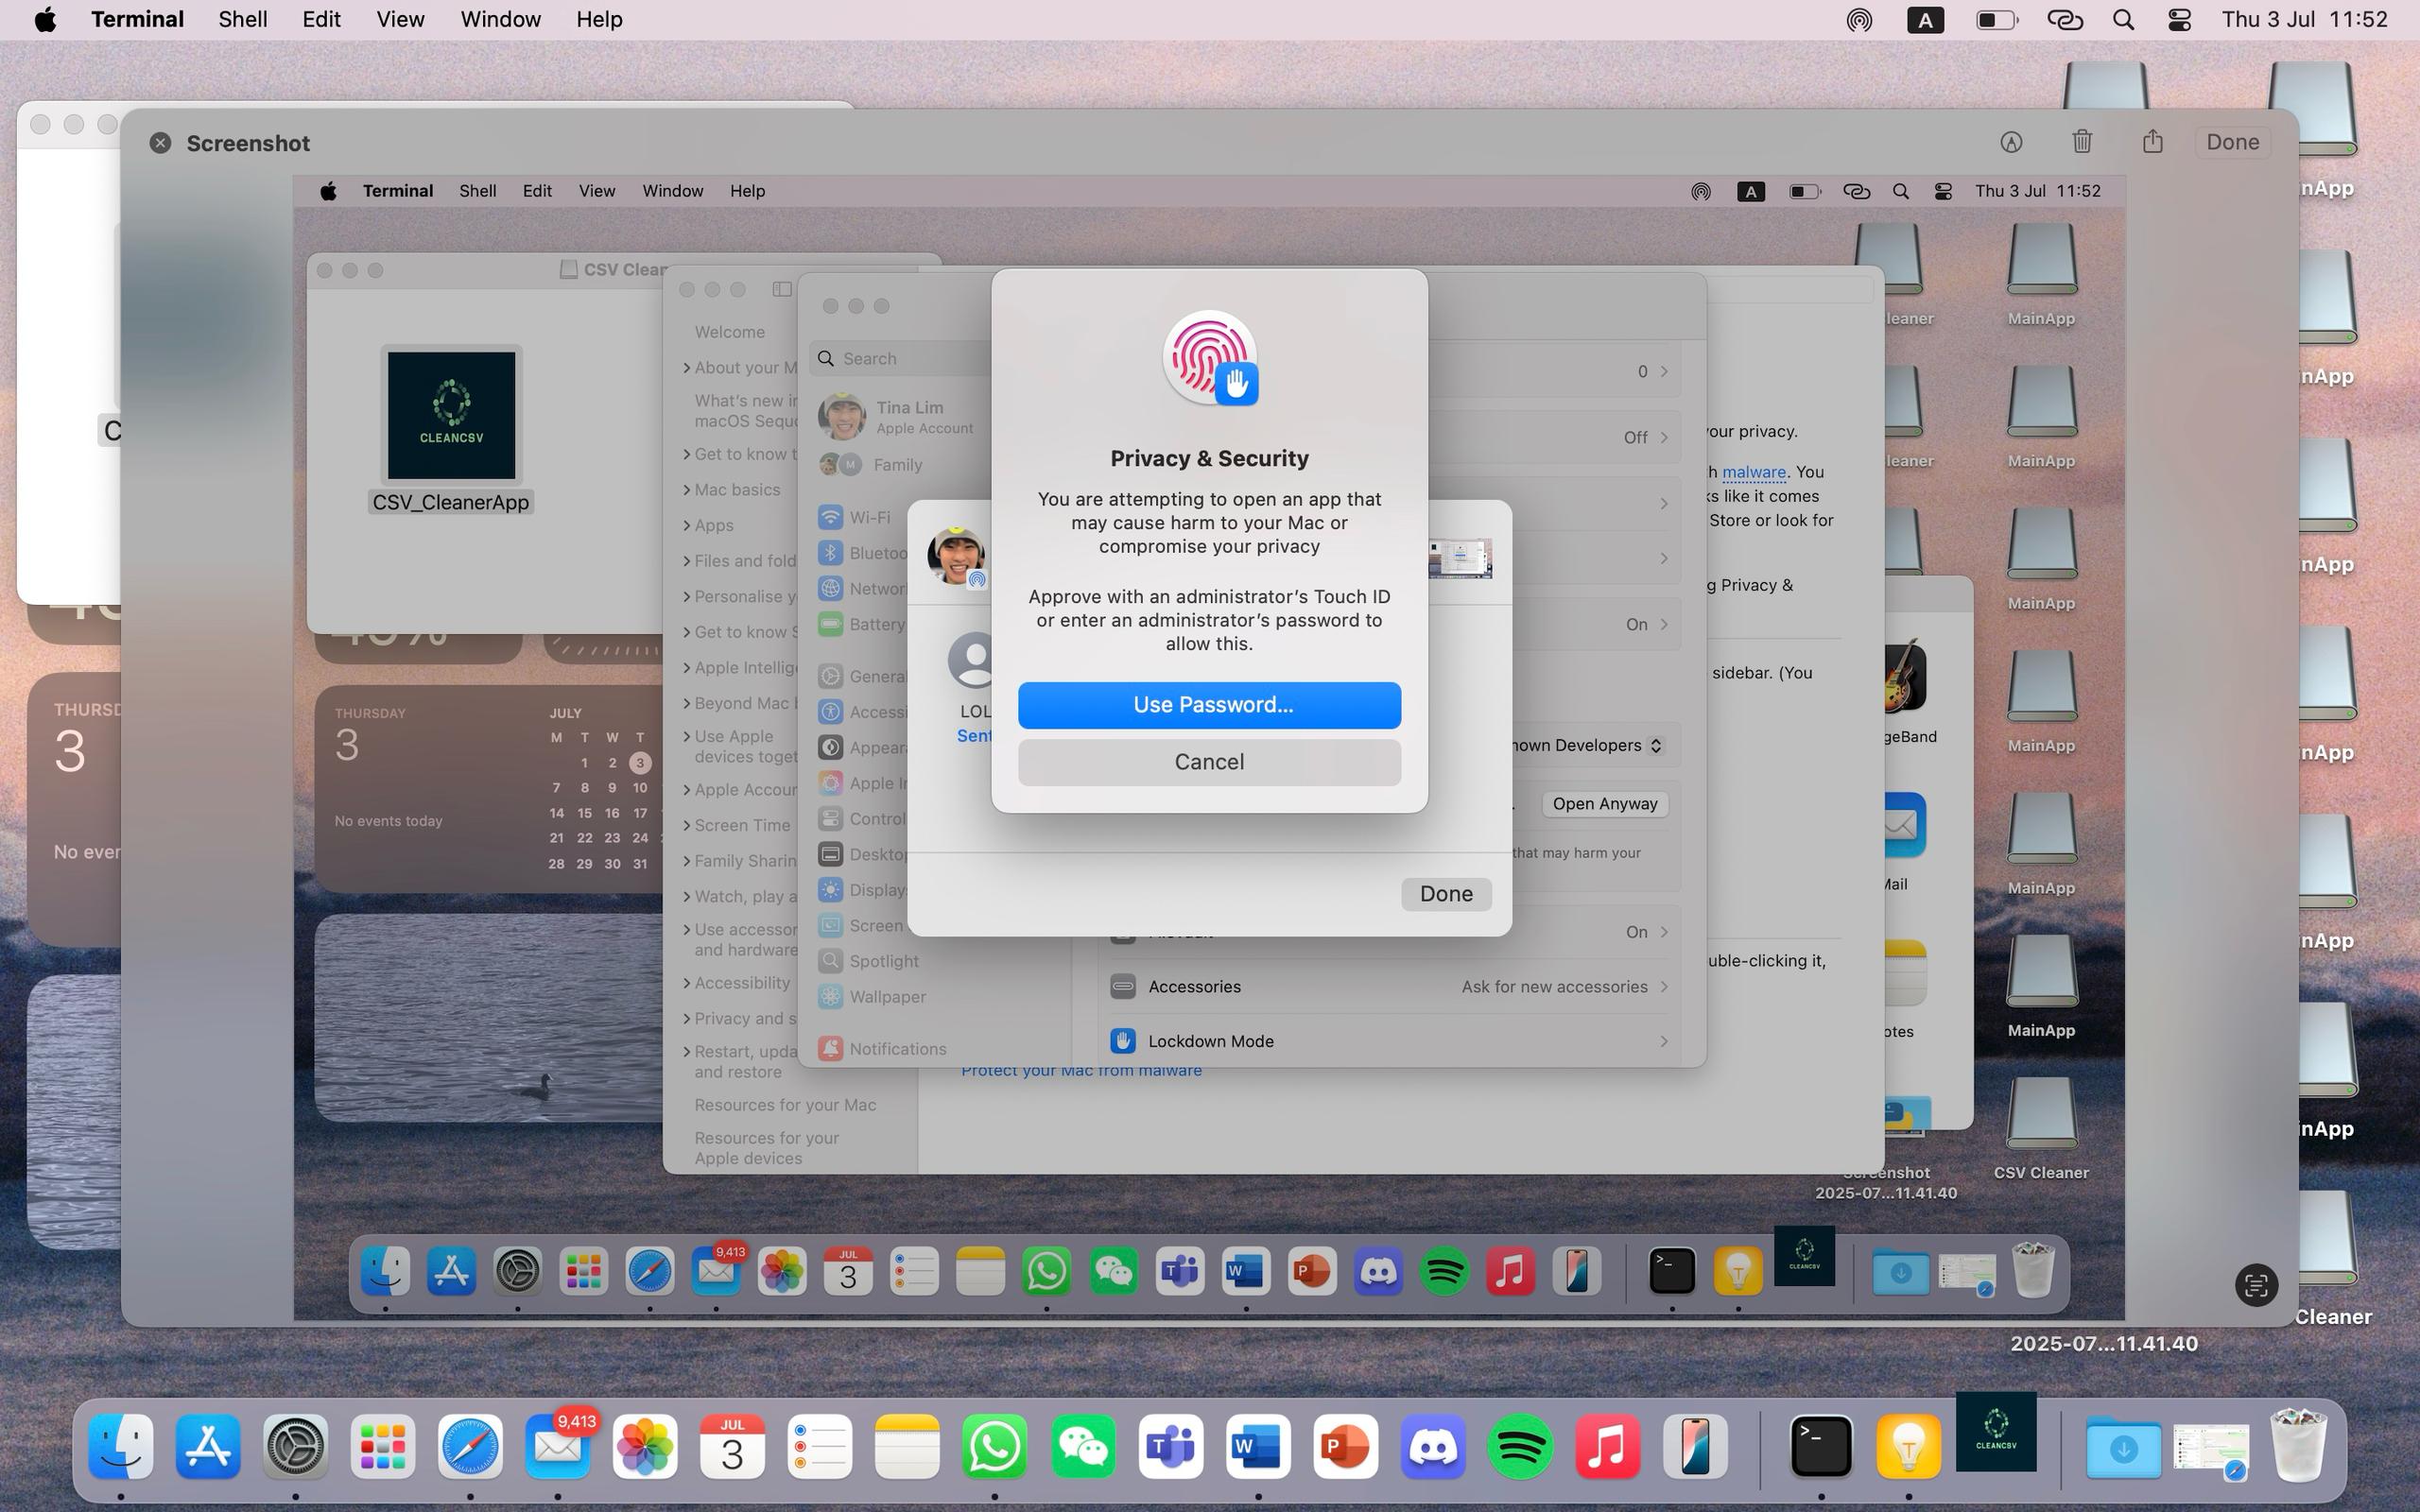 Terminal Shell Edit View Window Help A Thu 3 Jul 11:52
Screenshot
Done
Terminal Shell Edit View Window Help A Thu 3 Jul 11:52
CSV
CLEANCSV
CSV_CleanerApp
THURSDAY
3
No events today
JULY
M T W T
1 2 3
7 8 9 10
14 15 16 17
21 22 23 24
28 29 30 31
THURSD
3
Welcome
About your M
What's new in
macOS Sequ
Get to know t
Mac basics
Apps
Files and fold
Personalise y
Get to know S
Apple Intellig
Beyond Mac
Use Apple
devices toget
Apple Accoun
Screen Time
Family Sharin
Watch, play a
Use accessor
and hardware
Accessibility
Privacy and s
Restart, upda
and restore
Resources for your Mac
Resources for your
Apple devices
Search
Tina Lim
Apple Account
M
Family
Wi-Fi
Bluetoo
Networ
Battery
General
Accessi
Appear
Apple In
Control
Desktop
Displays
Screen
Spotlight
Wallpaper
Notifications
Privacy & Security
You are attempting to open an app that
may cause harm to your Mac or
compromise your privacy
Approve with an administrator's Touch ID
or enter an administrator's password to
allow this.
Use Password...
Cancel
LOL
Sent
Done
0
Off
On
nown Developers
Open Anyway
that may harm your
On
Accessories
Ask for new accessories
Lockdown Mode
Protect your Mac from malware
our privacy.
h malware. You
s like it comes
Store or look for
g Privacy &
sidebar. (You
uble-clicking it,
geBand
Mail
otes
leaner
leaner
MainApp
MainApp
MainApp
MainApp
MainApp
MainApp
CSV Cleaner
Screenshot
2025-07...11.41.40
9,413
JUL
3
T
W
P
>_
CLEANCSV
nApp
nApp
nApp
nApp
nApp
nApp
nApp
Cleaner
2025-07...11.41.40
9,413
JUL
3
T
W
P
>_
T
CLEANCSV